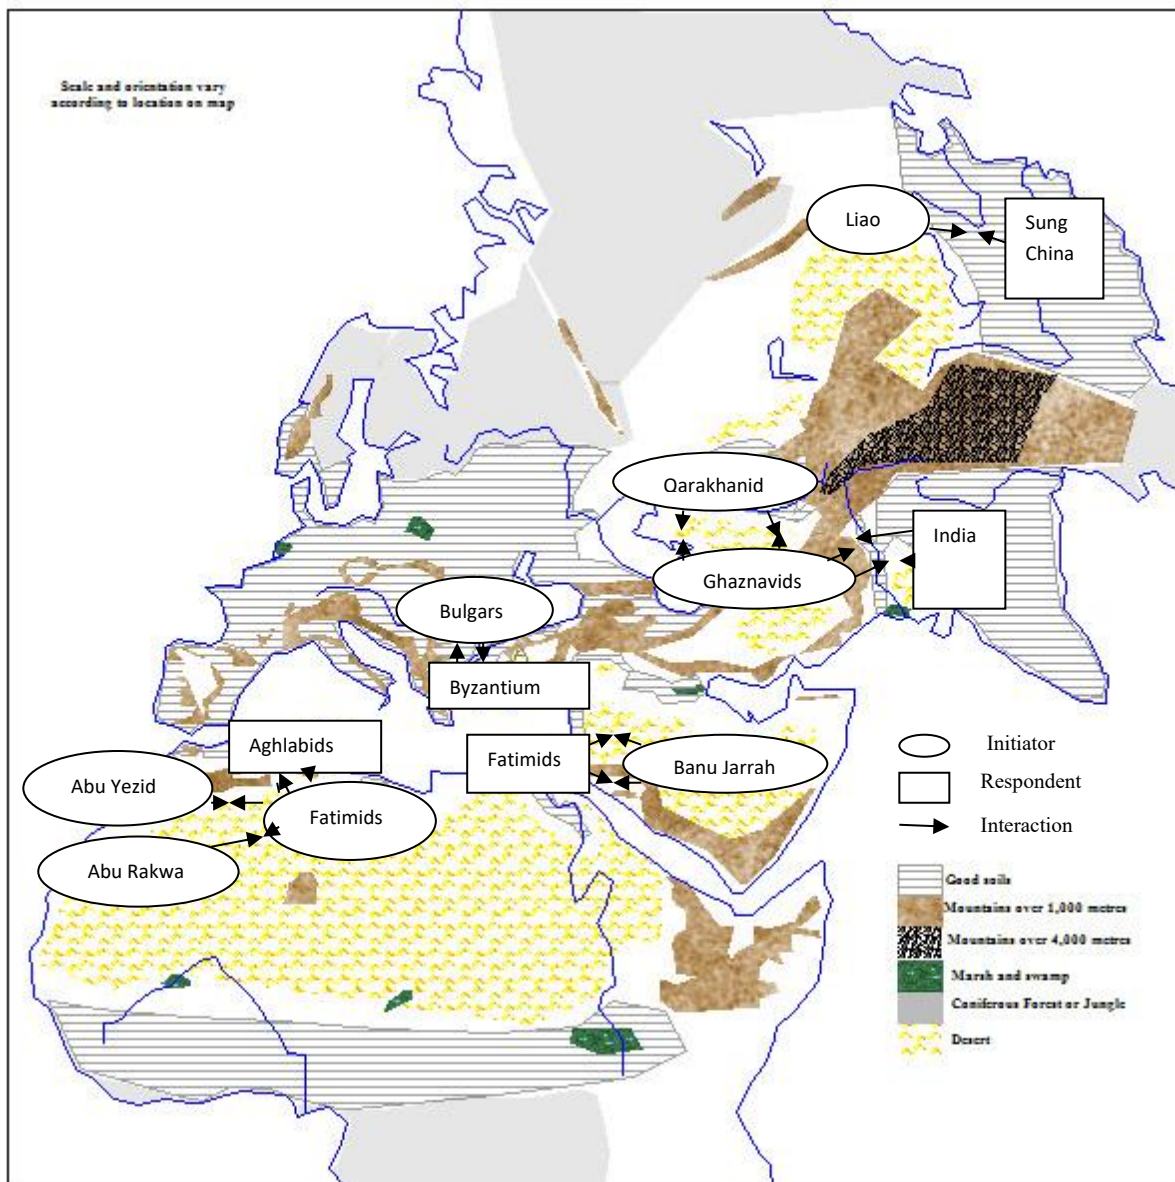 Scale and orientation vary
according to location on map
Liao
Sung
China
Qarakhanid
India
Ghaznavids
Bulgars
Byzantium
Aghlabids
Fatimids
Banu Jarrah
Abu Yezid
Fatimids
Abu Rakwa
Initiator
Respondent
Interaction
Good soils
Mountains over 1,000 metres
Mountains over 4,000 metres
Marsh and swamp
Coniferous Forest or Jungle
Desert